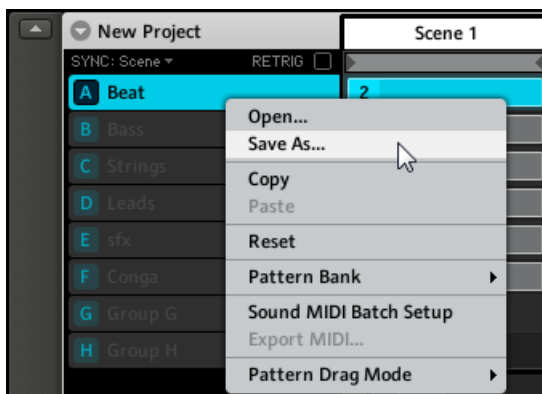 New Project
Scene 1
SYNC: Scene
RETRIG
A Beat
2
B Bass
C Strings
D Leads
E sfx
F Conga
G Group G
H Group H
Open...
Save As...
Copy
Paste
Reset
Pattern Bank
Sound MIDI Batch Setup
Export MIDI...
Pattern Drag Mode